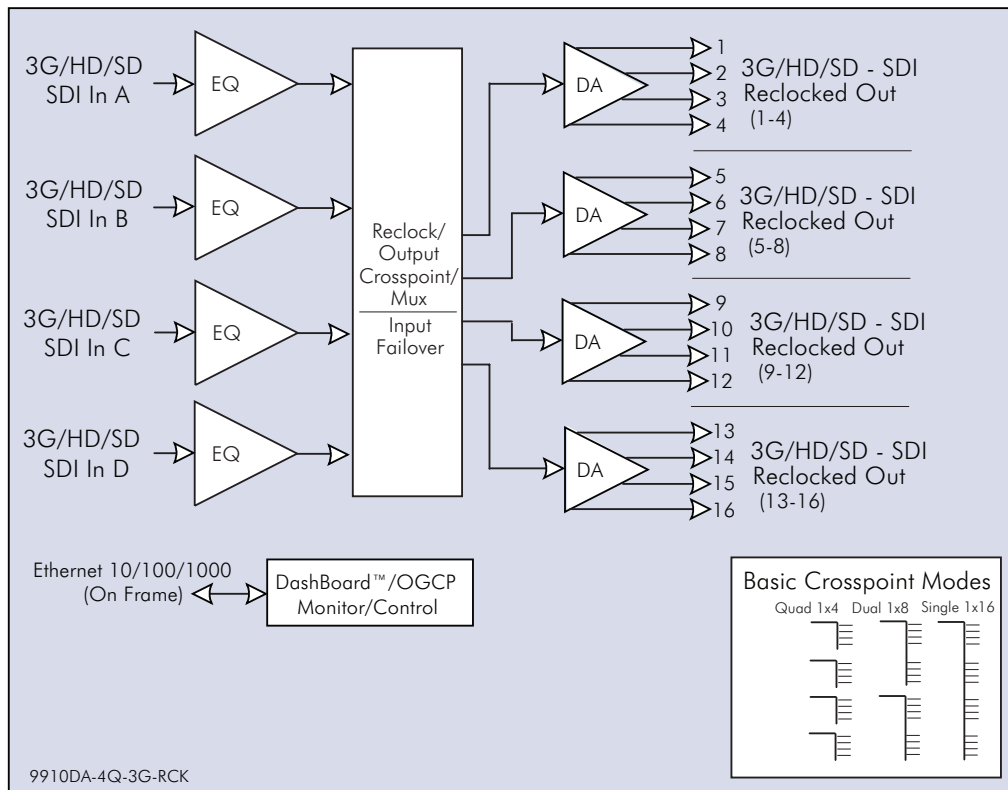 3G/HD/SD
SDI In A
EQ
3G/HD/SD
SDI In B
EQ
3G/HD/SD
SDI In C
EQ
3G/HD/SD
SDI In D
EQ
Reclock/
Output
Crosspoint/
Mux
Input
Failover
DA
1
2
3
4
3G/HD/SD - SDI
Reclocked Out
(1-4)
DA
5
6
7
8
3G/HD/SD - SDI
Reclocked Out
(5-8)
DA
9
10
11
12
3G/HD/SD - SDI
Reclocked Out
(9-12)
DA
13
14
15
16
3G/HD/SD - SDI
Reclocked Out
(13-16)
Ethernet 10/100/1000
(On Frame)
DashBoard™/OGCP
Monitor/Control
Basic Crosspoint Modes
Quad 1x4 Dual 1x8 Single 1x16
9910DA-4Q-3G-RCK